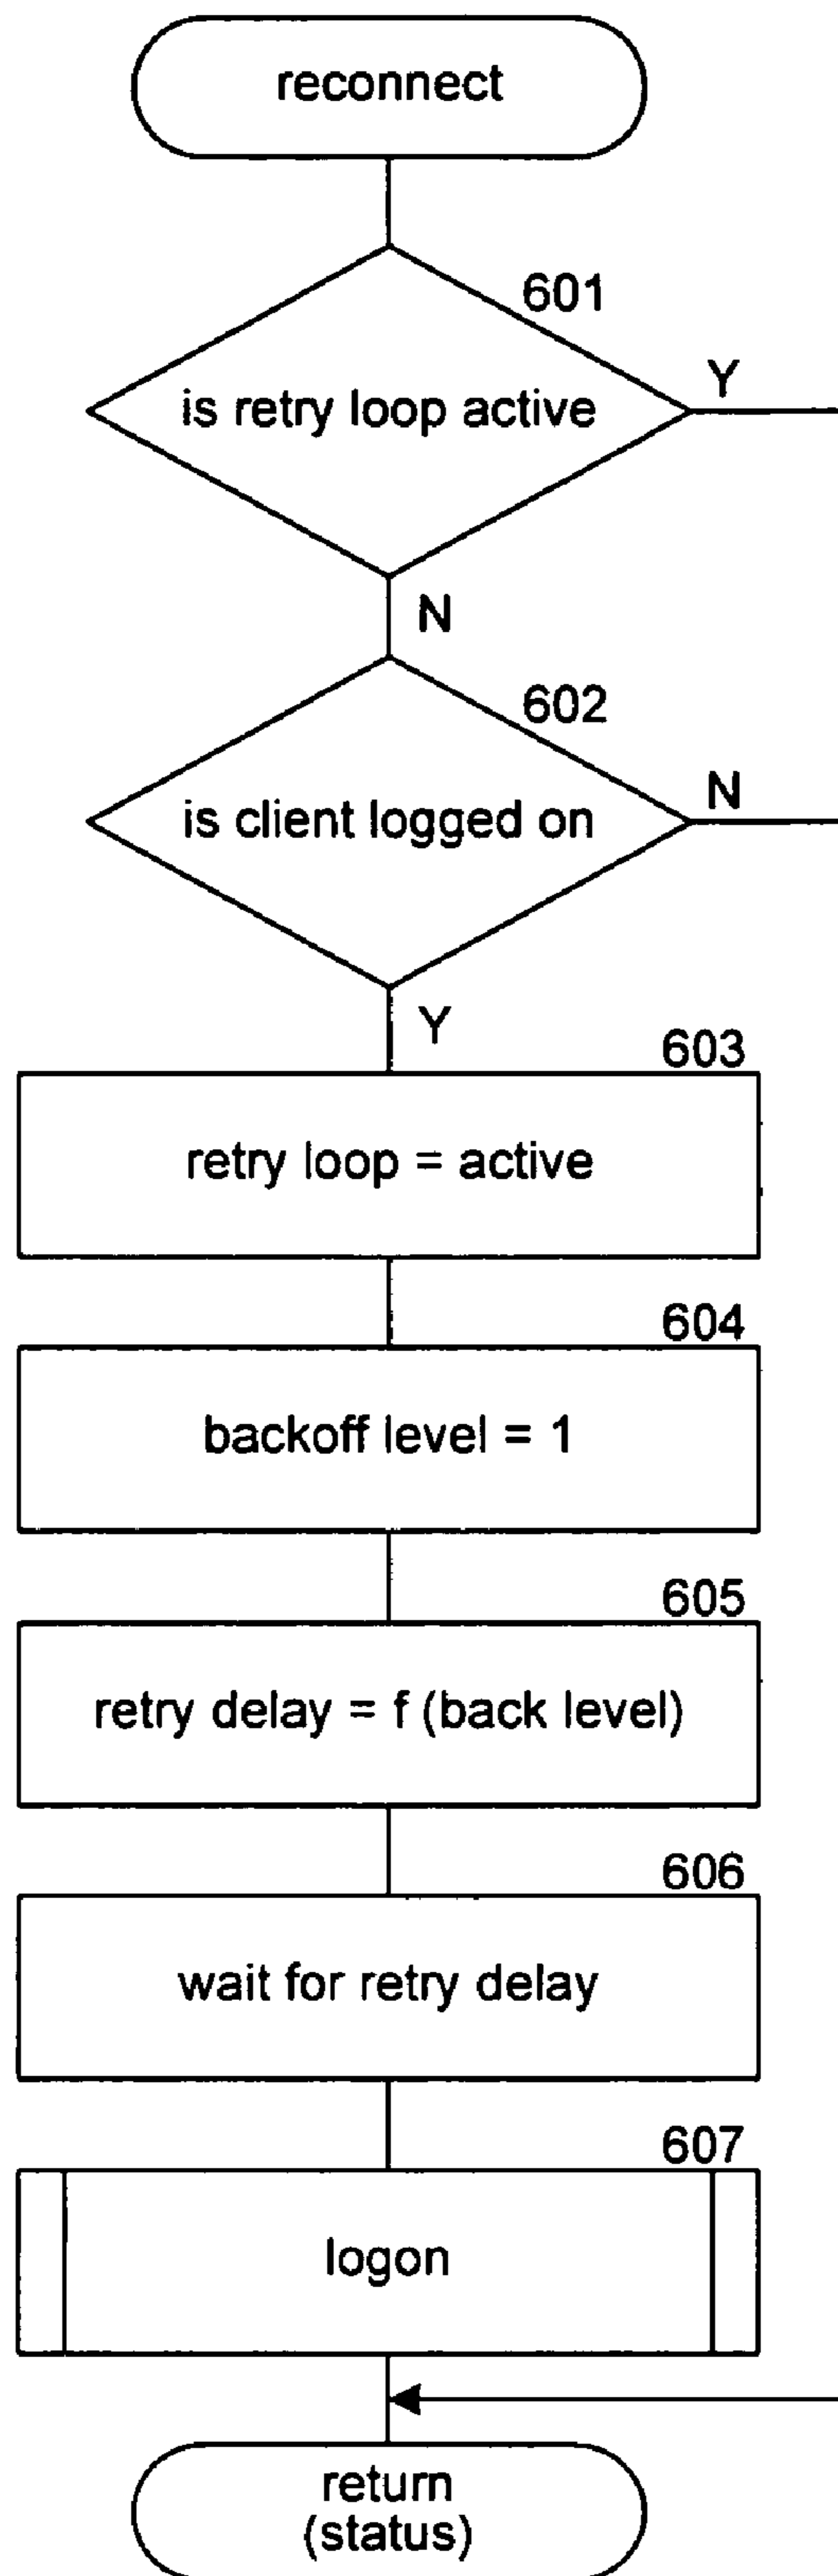 reconnect
601
is retry loop active
Y
N
602
is client logged on
N
Y
603
retry loop = active
604
backoff level = 1
605
retry delay = f (back level)
606
wait for retry delay
607
logon
return
(status)